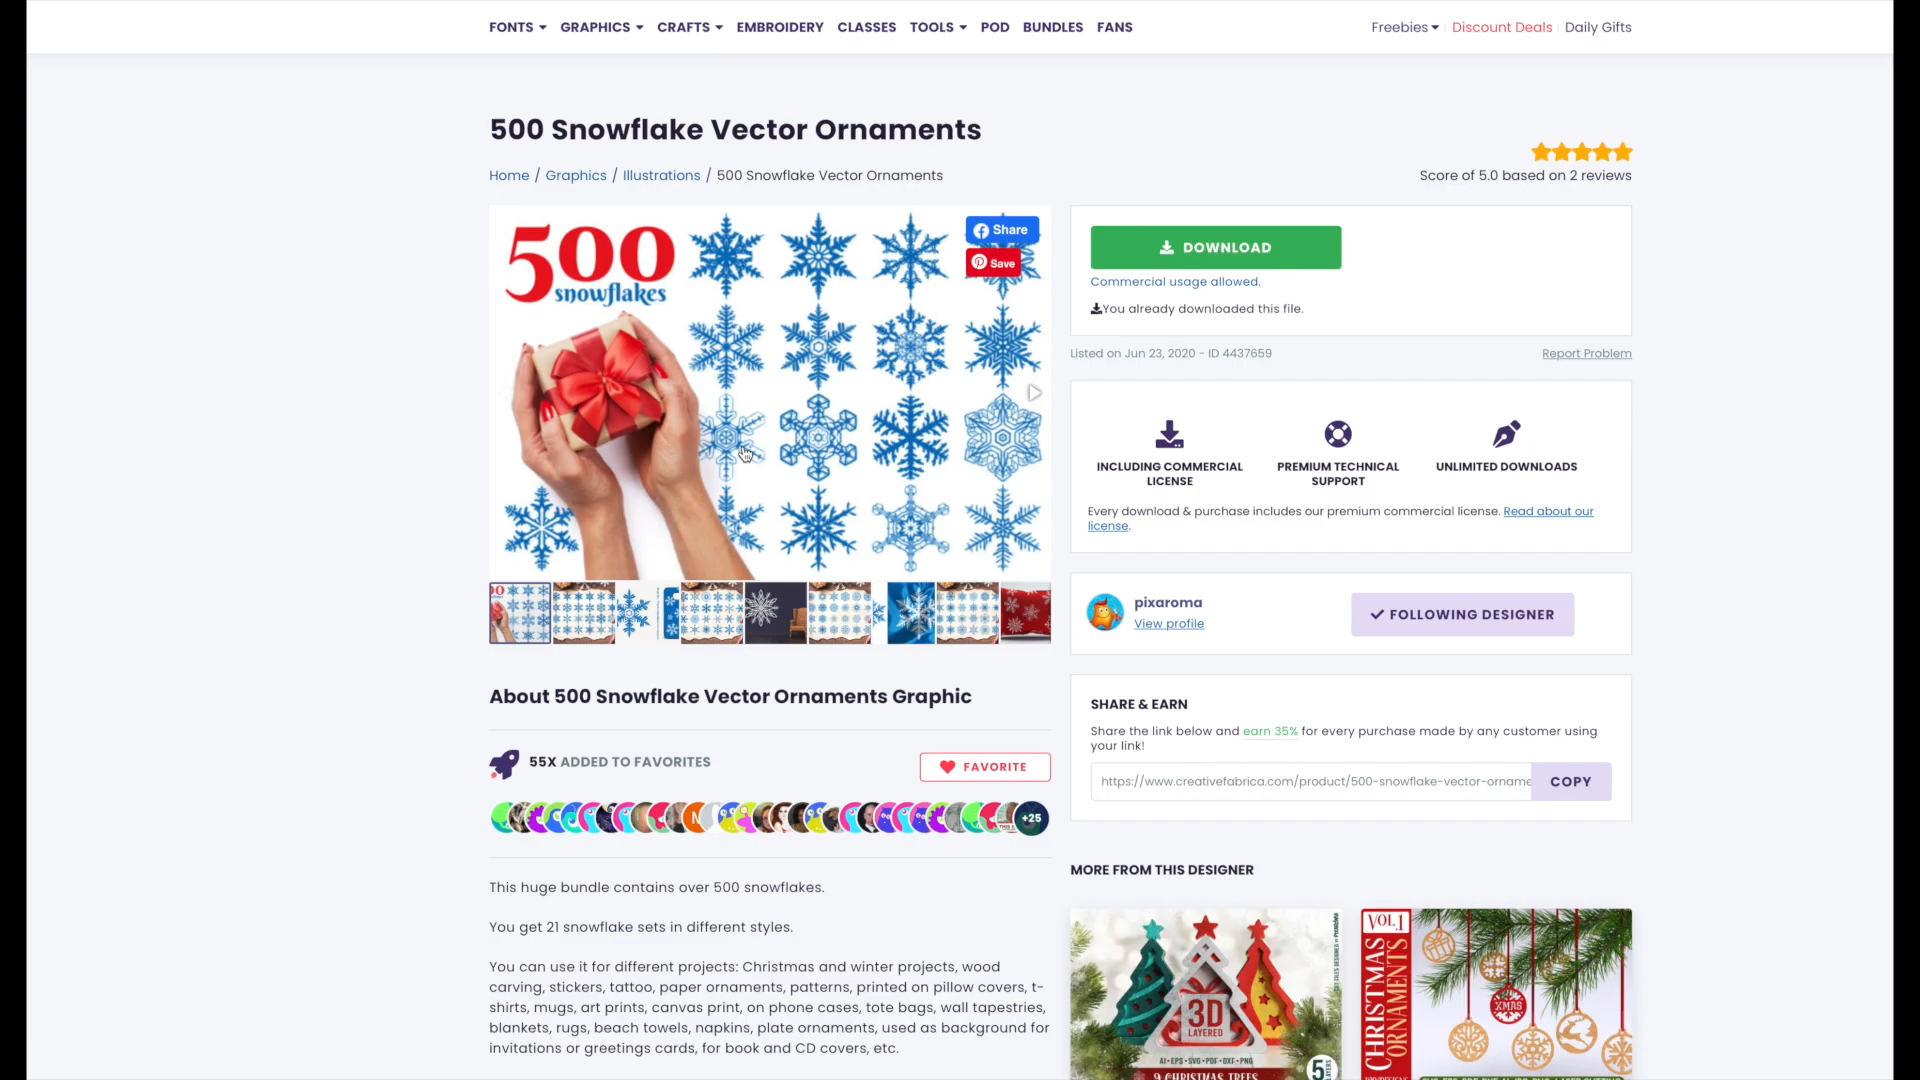 FONTS GRAPHICS CRAFTS EMBROIDERY CLASSES TOOLS POD BUNDLES FANS
Freebies Discount Deals Daily Gifts
500 Snowflake Vector Ornaments
Home / Graphics / Illustrations / 500 Snowflake Vector Ornaments
Score of 5.0 based on 2 reviews
500
snowflakes
Share
Save
DOWNLOAD
Commercial usage allowed.
You already downloaded this file.
Listed on Jun 23, 2020 - ID 4437659
Report Problem
INCLUDING COMMERCIAL
LICENSE
PREMIUM TECHNICAL
SUPPORT
UNLIMITED DOWNLOADS
Every download & purchase includes our premium commercial license. Read about our
license.
pixaroma
View profile
FOLLOWING DESIGNER
SHARE & EARN
Share the link below and earn 35% for every purchase made by any customer using
your link!
https://www.creativefabrica.com/product/500-snowflake-vector-orname
COPY
About 500 Snowflake Vector Ornaments Graphic
55X ADDED TO FAVORITES
FAVORITE
+25
This huge bundle contains over 500 snowflakes.
You get 21 snowflake sets in different styles.
You can use it for different projects: Christmas and winter projects, wood
carving, stickers, tattoo, paper ornaments, patterns, printed on pillow covers, t-
shirts, mugs, art prints, canvas print, on phone cases, tote bags, wall tapestries,
blankets, rugs, beach towels, napkins, plate ornaments, used as background for
invitations or greetings cards, for book and CD covers, etc.
MORE FROM THIS DESIGNER
3D
LAYERED
AI•EPS•SVG•PDF•DXF•PNG
9 CHRISTMAS TREES
5
VOL.1
CHRISTMAS
ORNAMENTS
XMAS